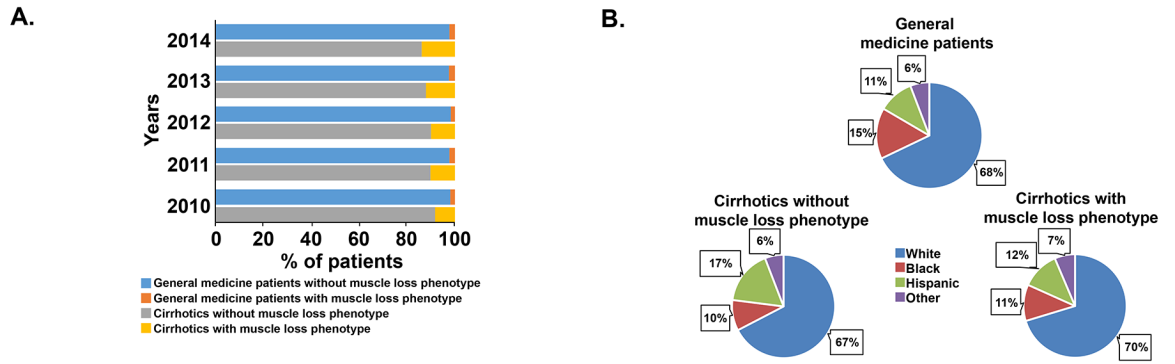 A.
2014
2013
2012
2011
2010
Years
0 20 40 60 80 100
% of patients
General medicine patients without muscle loss phenotype
General medicine patients with muscle loss phenotype
Cirrhotics without muscle loss phenotype
Cirrhotics with muscle loss phenotype
B.
General
medicine patients
6%
11%
15%
68%
Cirrhotics without
muscle loss phenotype
6%
17%
10%
67%
White
Black
Hispanic
Other
Cirrhotics with
muscle loss phenotype
7%
12%
11%
70%